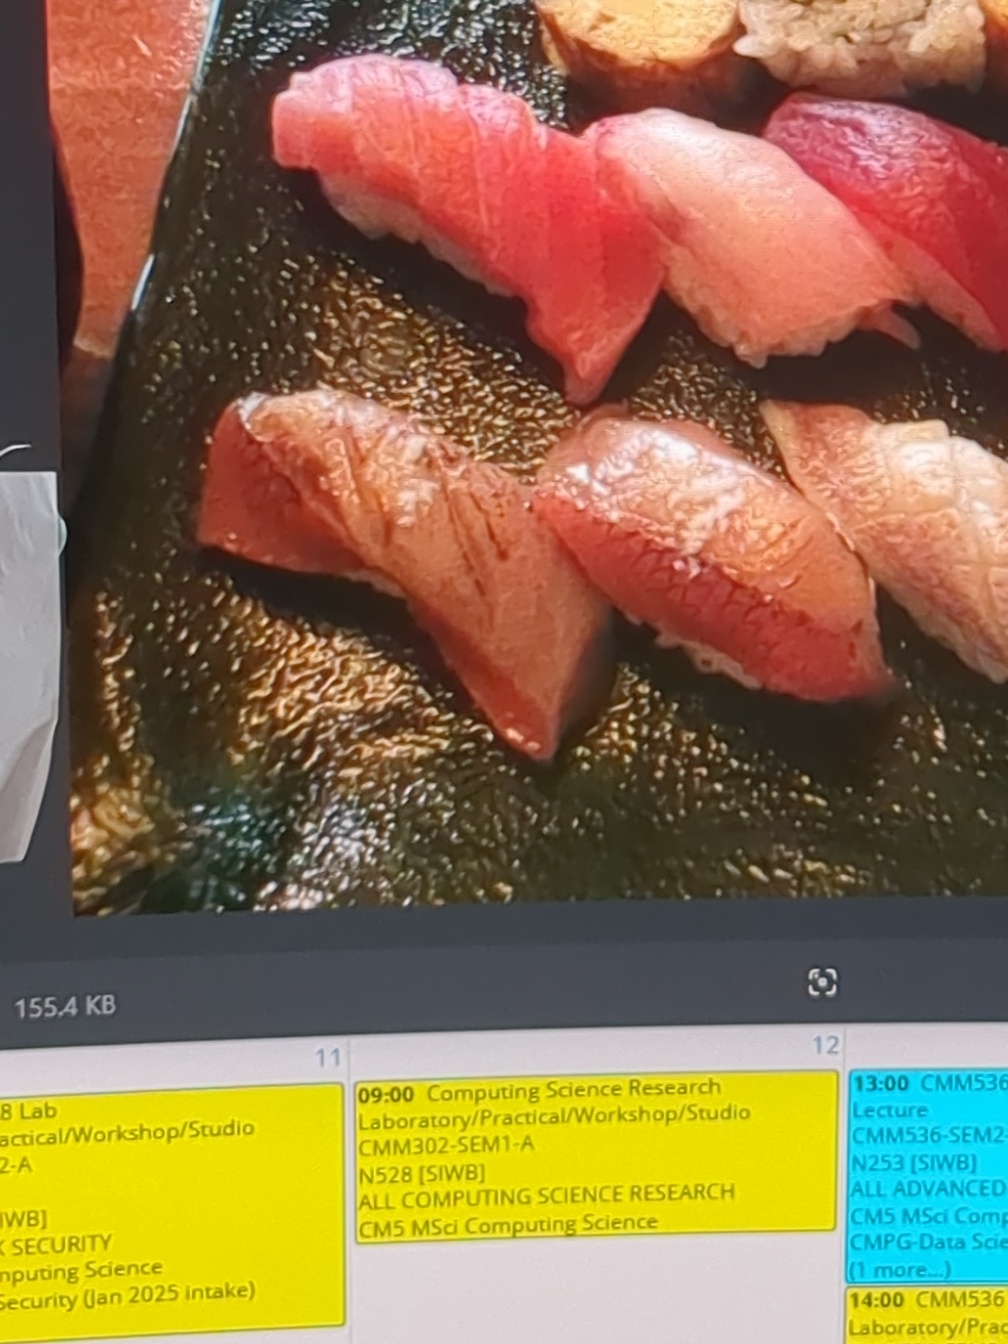 155.4 KB
11
8 Lab
actical/Workshop/Studio
2-A
IWB]
K SECURITY
nputing Science
Security (Jan 2025 intake)
12
09:00 Computing Science Research
Laboratory/Practical/Workshop/Studio
CMM302-SEM1-A
N528 [SIWB]
ALL COMPUTING SCIENCE RESEARCH
CM5 MSci Computing Science
13:00 CMM536
Lecture
CMM536-SEM2
N253 [SIWB]
ALL ADVANCED
CM5 MSci Comp
CMPG-Data Scie
(1 more...)
14:00 CMM536
Laboratory/Prac